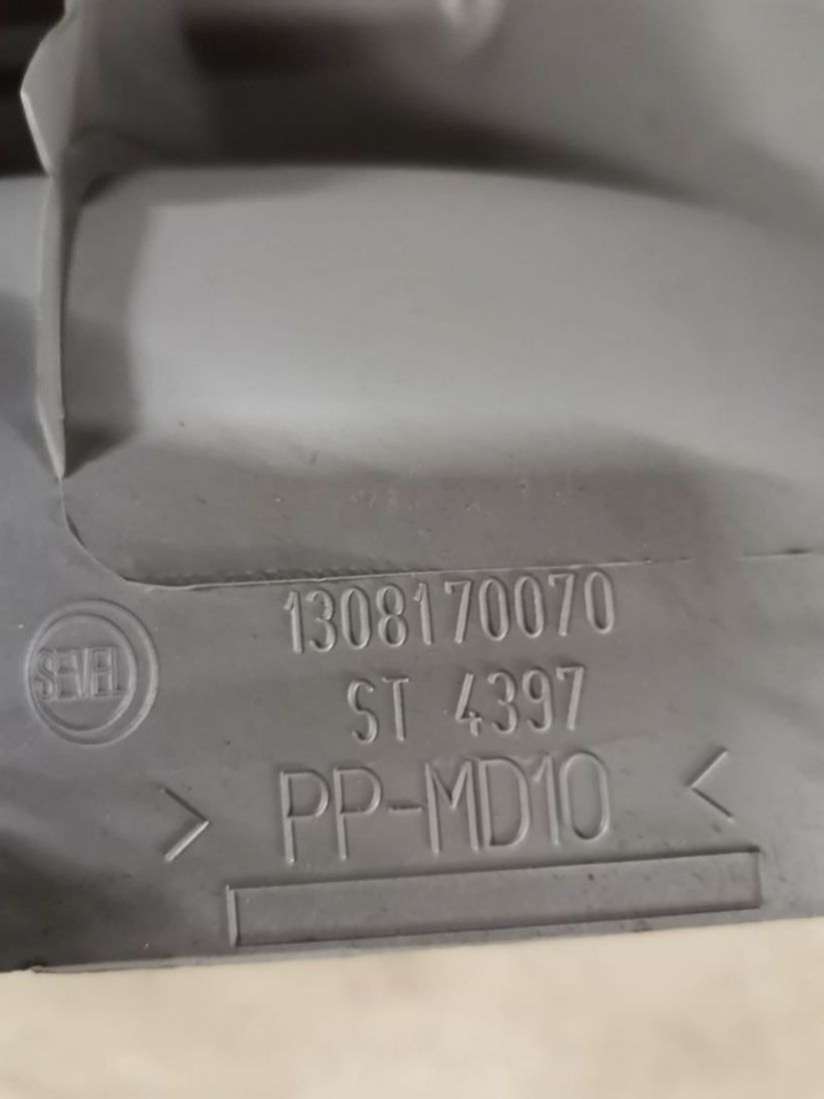 1308170070
SEVEL
ST 4397
> PP-MD10 <